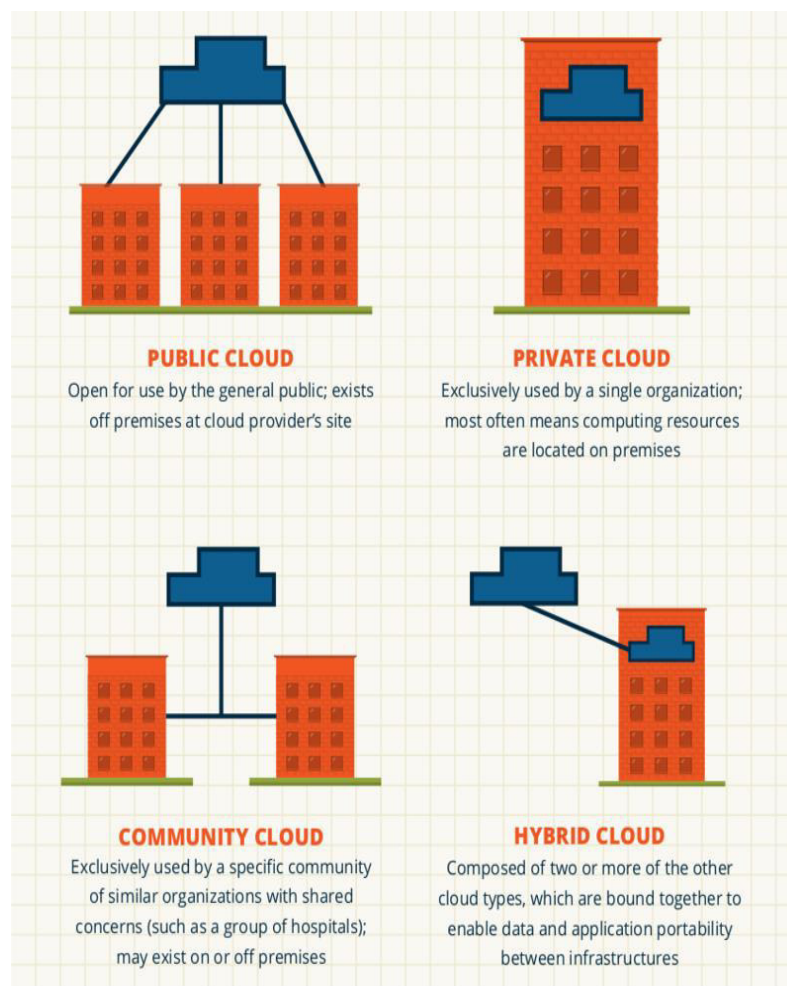 PUBLIC CLOUD
Open for use by the general public; exists
off premises at cloud provider's site
PRIVATE CLOUD
Exclusively used by a single organization;
most often means computing resources
are located on premises
COMMUNITY CLOUD
Exclusively used by a specific community
of similar organizations with shared
concerns (such as a group of hospitals);
may exist on or off premises
HYBRID CLOUD
Composed of two or more of the other
cloud types, which are bound together to
enable data and application portability
between infrastructures